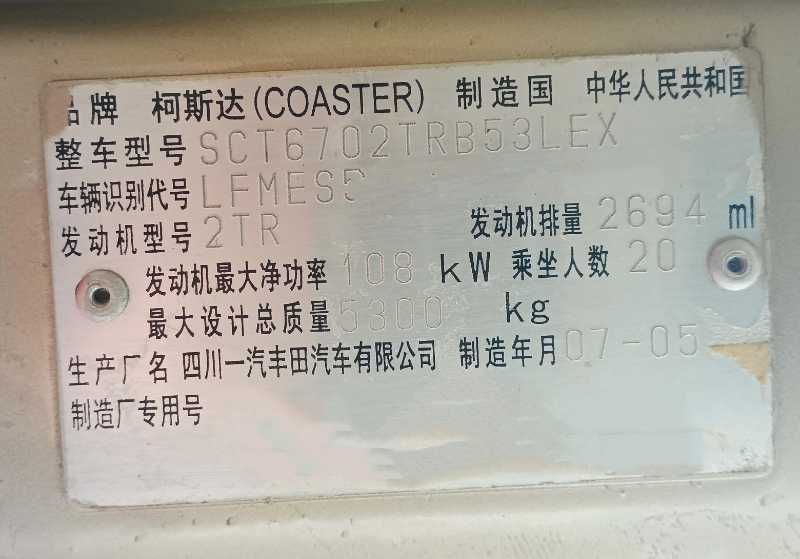 品牌 柯斯达(COASTER) 制造国 中华人民共和国
整车型号 SCT6702TRB53LEX
车辆识别代号 LFMES5
发动机型号 2TR 发动机排量 2694 ml
发动机最大净功率 108 kW 乘坐人数 20
最大设计总质量 5300 kg
生产厂名 四川一汽丰田汽车有限公司 制造年月 07-05
制造厂专用号